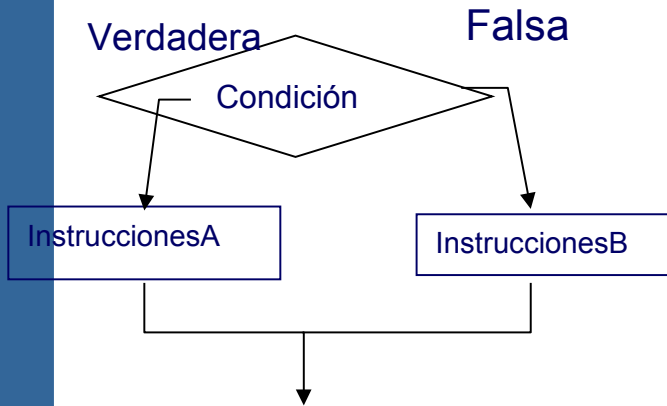 Verdadera
Falsa
Condición
InstruccionesA
InstruccionesB